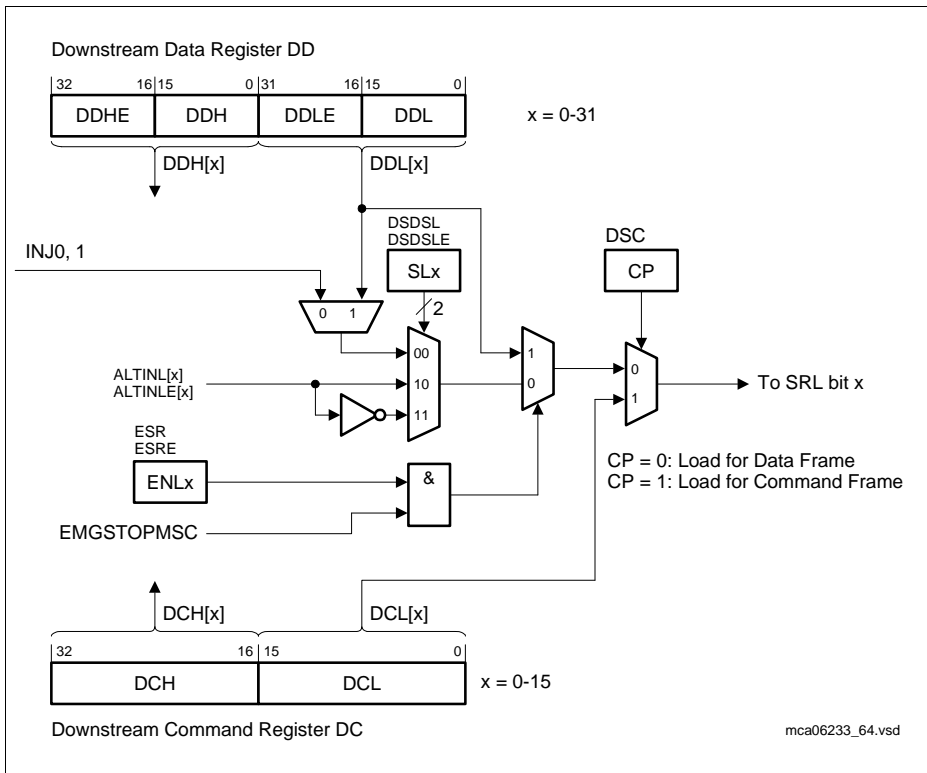 Downstream Data Register DD
32 16 15 0 31 16 15 0
DDHE DDH DDLE DDL
x = 0-31
DDH[x] DDL[x]
DSDSL
DSDSLE
SLx
2
DSC
CP
INJ0, 1
0 1
00
10
11
1
0
0
1
ALTINL[x]
ALTINLE[x]
To SRL bit x
ESR
ESRE
ENLx
&
EMGSTOPMSC
CP = 0: Load for Data Frame
CP = 1: Load for Command Frame
DCH[x] DCL[x]
32 16 15 0
DCH DCL
x = 0-15
Downstream Command Register DC
mca06233_64.vsd